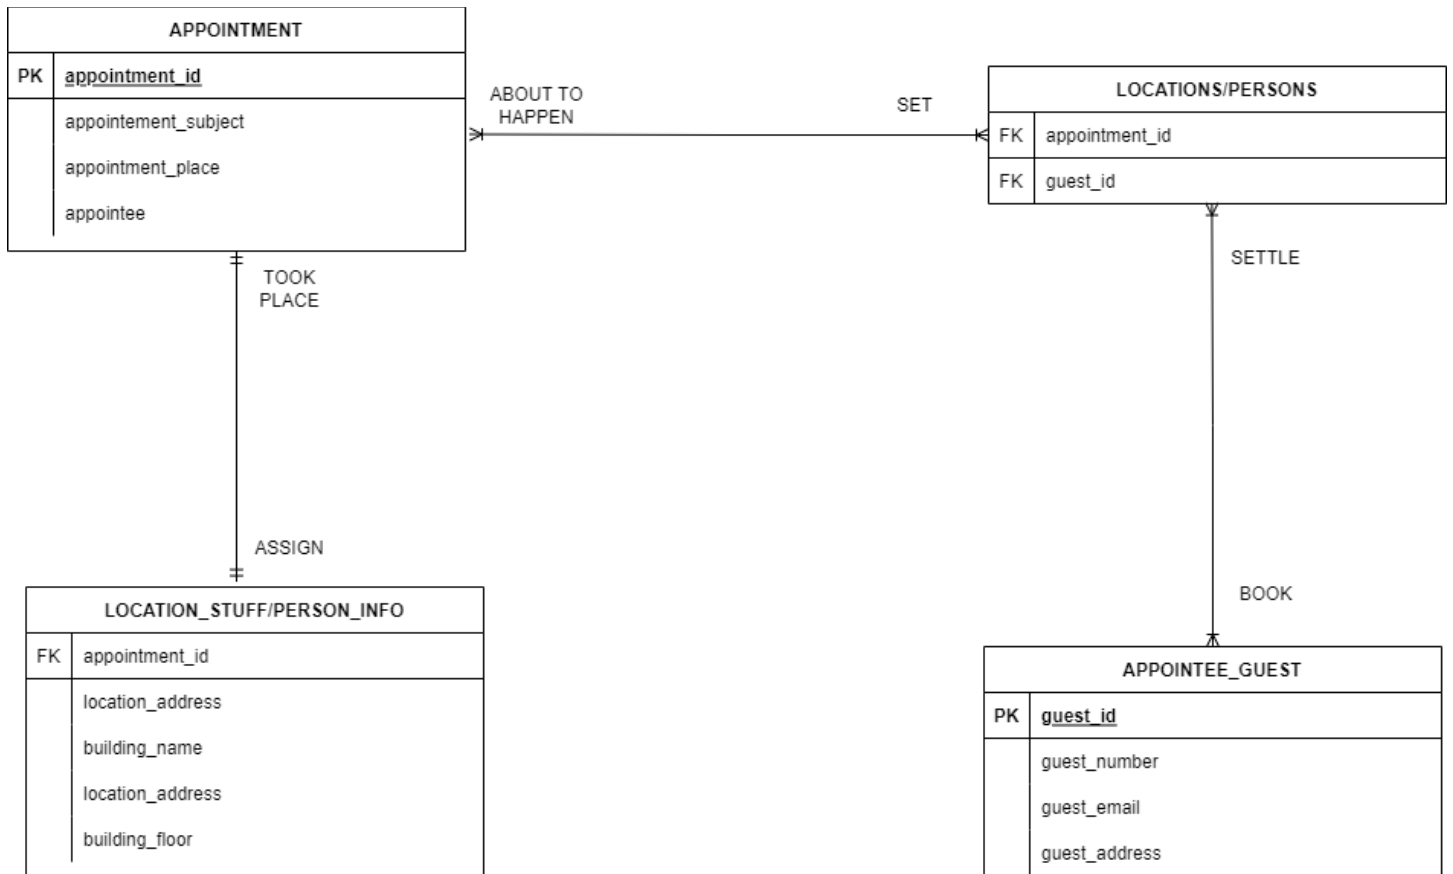 APPOINTMENT
PK appointment_id
appointement_subject
appointment_place
appointee
ABOUT TO
HAPPEN
SET
LOCATIONS/PERSONS
FK appointment_id
FK guest_id
TOOK
PLACE
SETTLE
ASSIGN
BOOK
LOCATION_STUFF/PERSON_INFO
FK appointment_id
location_address
building_name
location_address
building_floor
APPOINTEE_GUEST
PK guest_id
guest_number
guest_email
guest_address